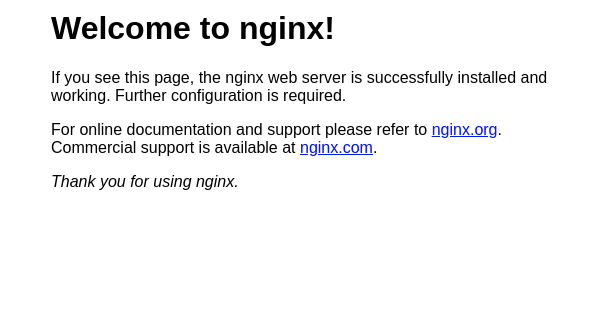 Welcome to nginx!
If you see this page, the nginx web server is successfully installed and
working. Further configuration is required.
For online documentation and support please refer to nginx.org.
Commercial support is available at nginx.com.
Thank you for using nginx.